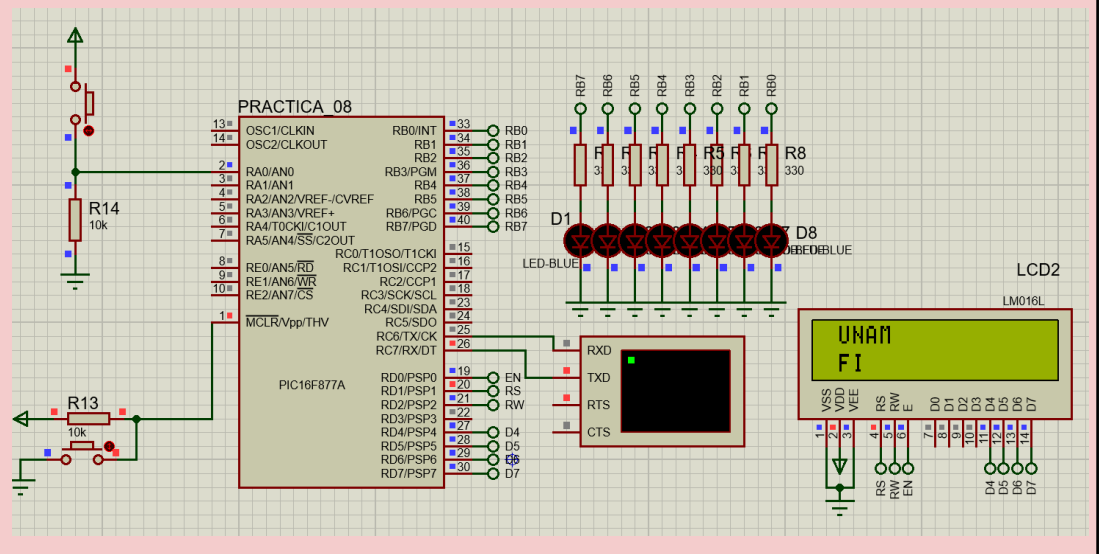 PRACTICA_08
13 OSC1/CLKIN
14 OSC2/CLKOUT
2 RA0/AN0
3 RA1/AN1
4 RA2/AN2/VREF-/CVREF
5 RA3/AN3/VREF+
6 RA4/T0CKI/C1OUT
7 RA5/AN4/SS/C2OUT
8 RE0/AN5/RD
9 RE1/AN6/WR
10 RE2/AN7/CS
1 MCLR/Vpp/THV
PIC16F877A
RB0/INT 33 RB0
RB1 34 RB1
RB2 35 RB2
RB3/PGM 36 RB3
RB4 37 RB4
RB5 38 RB5
RB6/PGC 39 RB6
RB7/PGD 40 RB7
RC0/T1OSO/T1CKI 15
RC1/T1OSI/CCP2 16
RC2/CCP1 17
RC3/SCK/SCL 18
RC4/SDI/SDA 23
RC5/SDO 24
RC6/TX/CK 25
RC7/RX/DT 26
RD0/PSP0 19 EN
RD1/PSP1 20 RS
RD2/PSP2 21 RW
RD3/PSP3 22
RD4/PSP4 27 D4
RD5/PSP5 28 D5
RD6/PSP6 29 D6
RD7/PSP7 30 D7
R14
10k
R13
10k
RB7 RB6 RB5 RB4 RB3 RB2 RB1 RB0
R5 R8
330
D1 D8
LED-BLUE
RXD
TXD
RTS
CTS
LCD2
LM016L
UNAM
FI
VSS VDD VEE RS RW E D0 D1 D2 D3 D4 D5 D6 D7
1 2 3 4 5 6 7 8 9 10 11 12 13 14
RS RW EN D4 D5 D6 D7